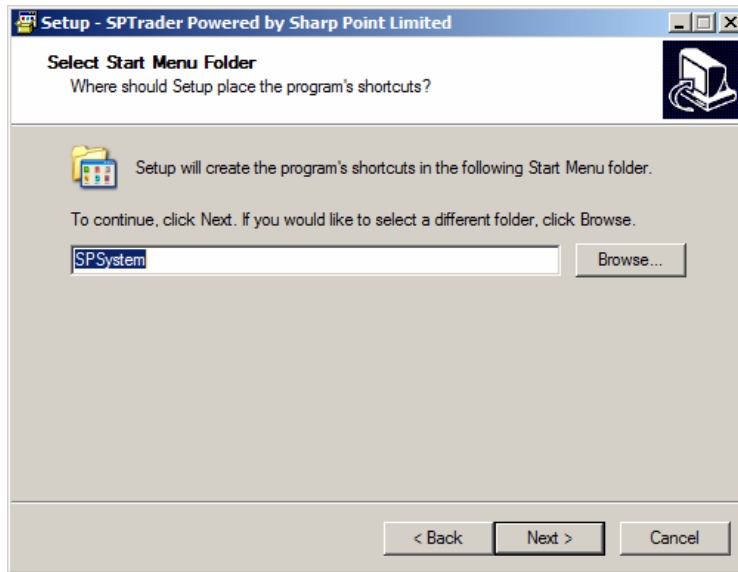 Setup - SPTrader Powered by Sharp Point Limited
Select Start Menu Folder
Where should Setup place the program's shortcuts?
Setup will create the program's shortcuts in the following Start Menu folder.
To continue, click Next. If you would like to select a different folder, click Browse.
SPSystem
Browse...
< Back
Next >
Cancel